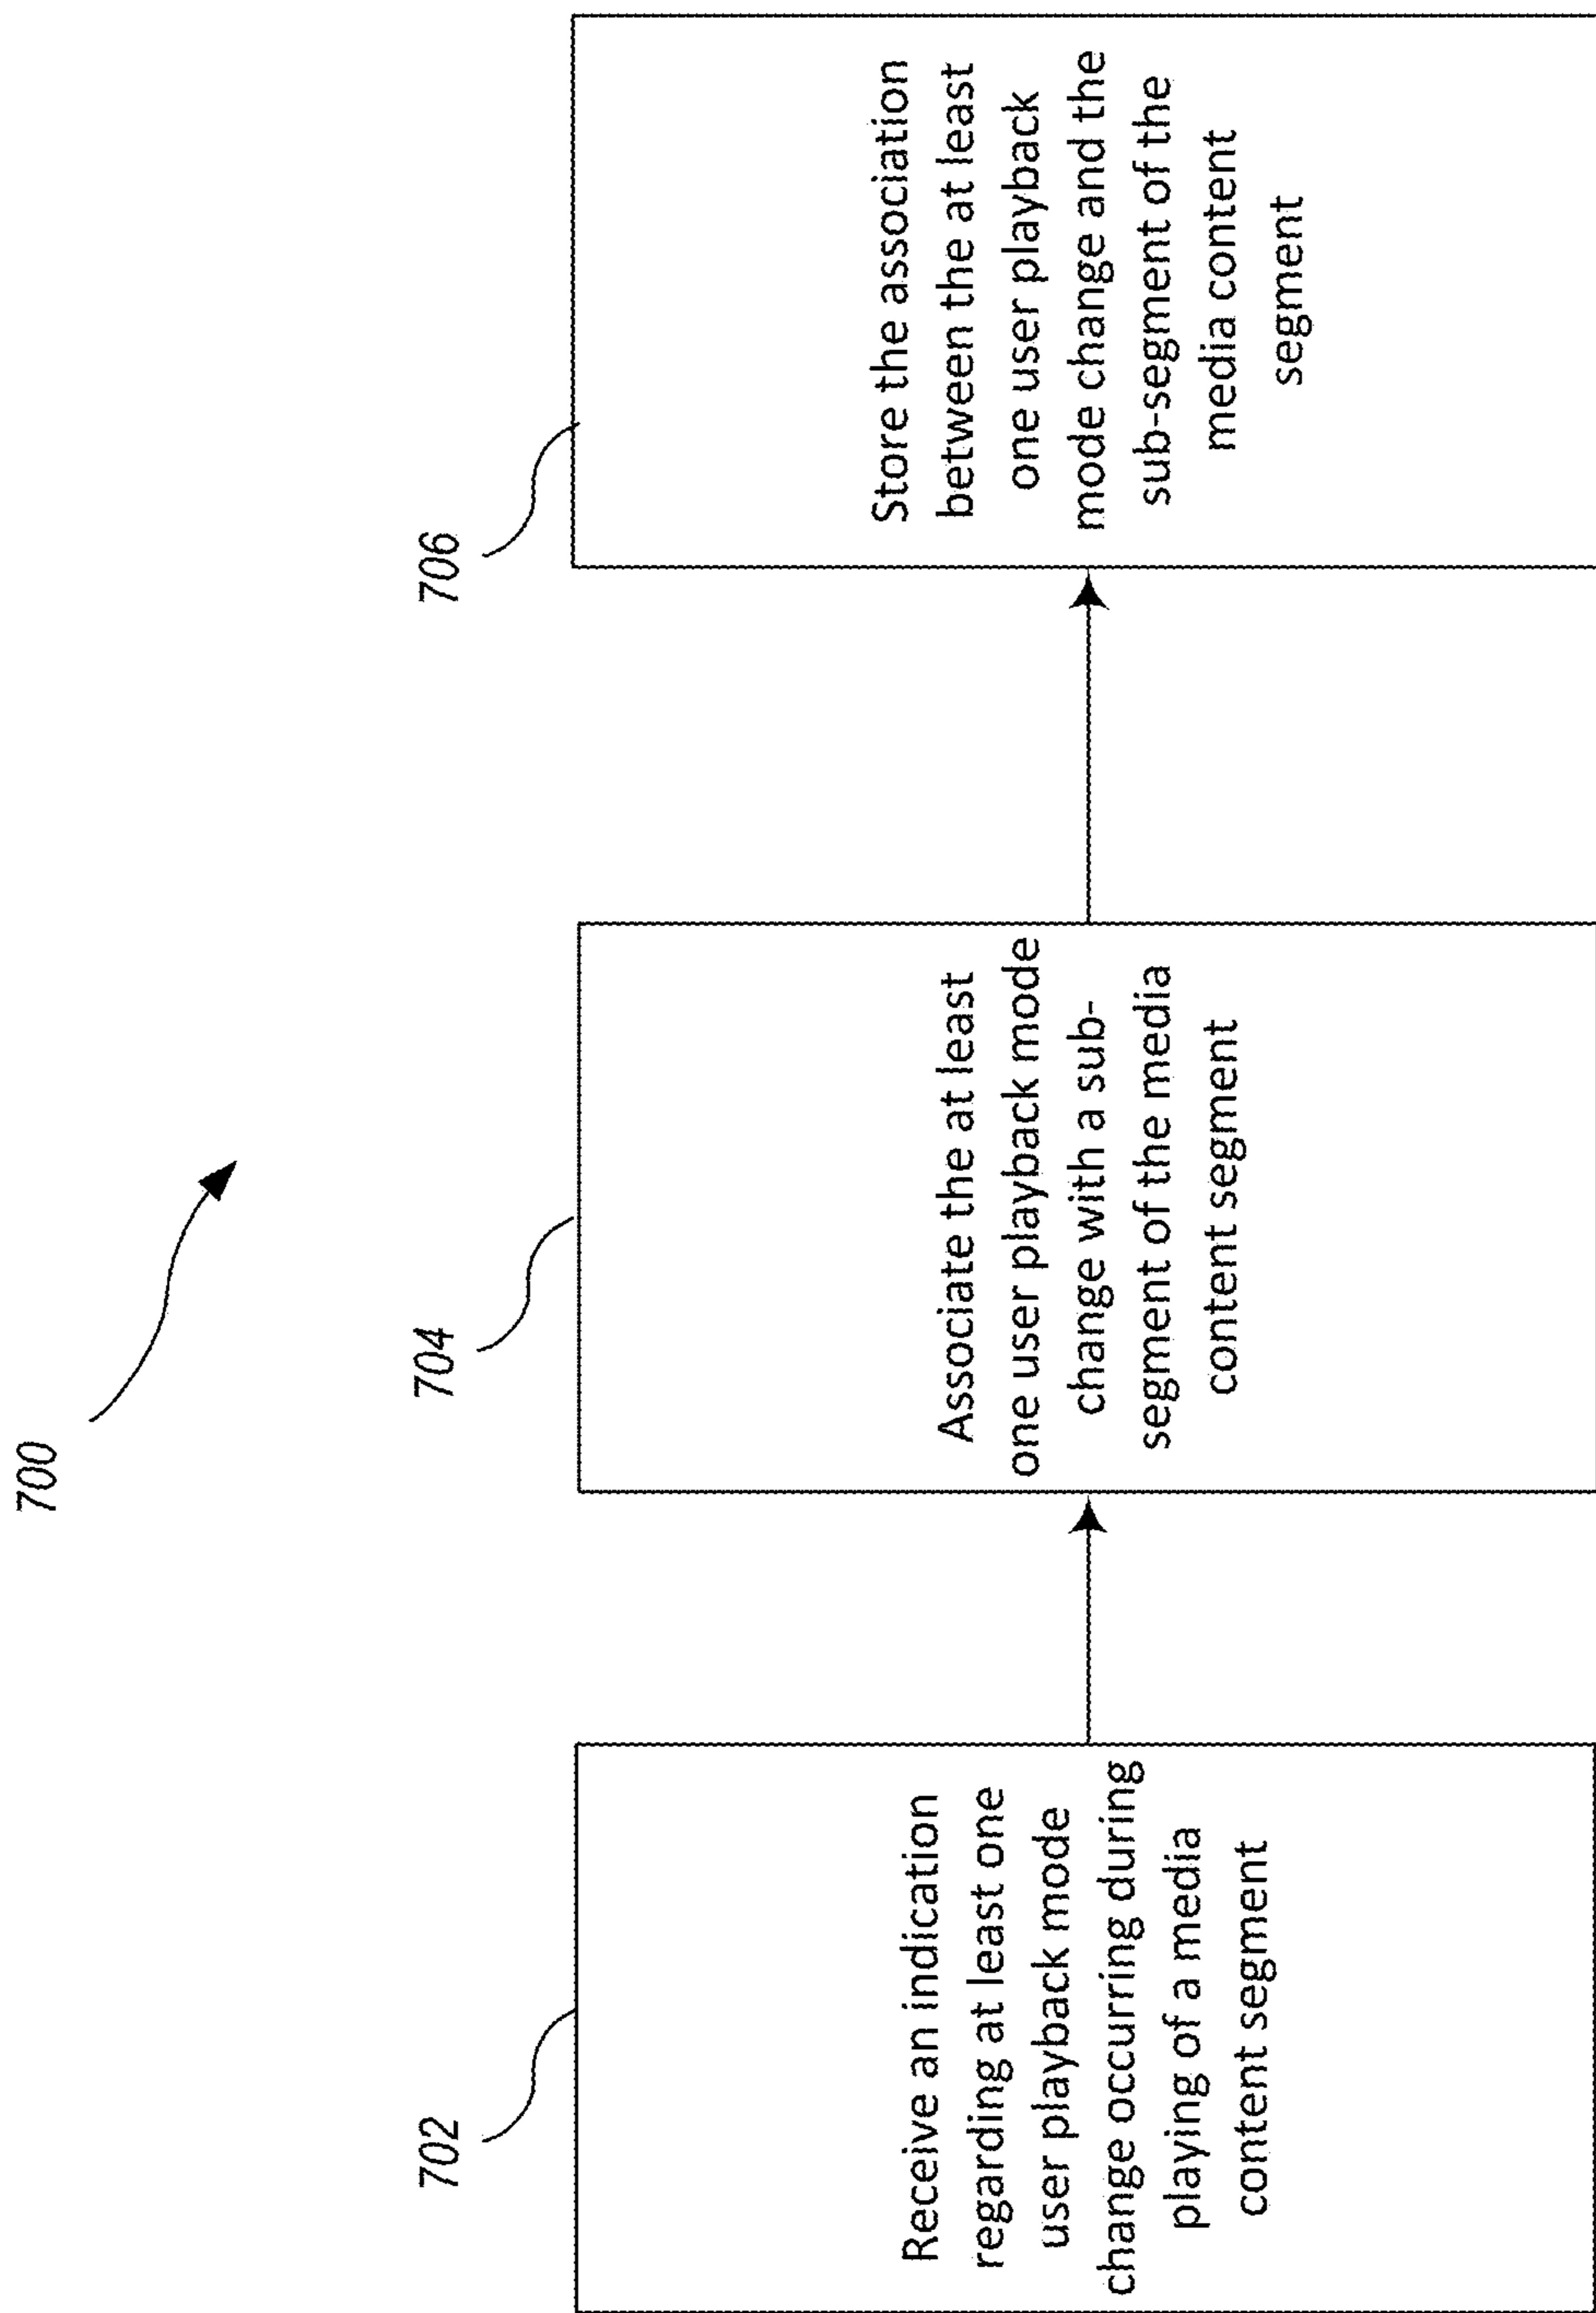 700
702
Receive an indication
regarding at least one
user playback mode
change occurring during
playing of a media
content segment
704
Associate the at least
one user playback mode
change with a sub-
segment of the media
content segment
706
Store the association
between the at least
one user playback
mode change and the
sub-segment of the
media content
segment